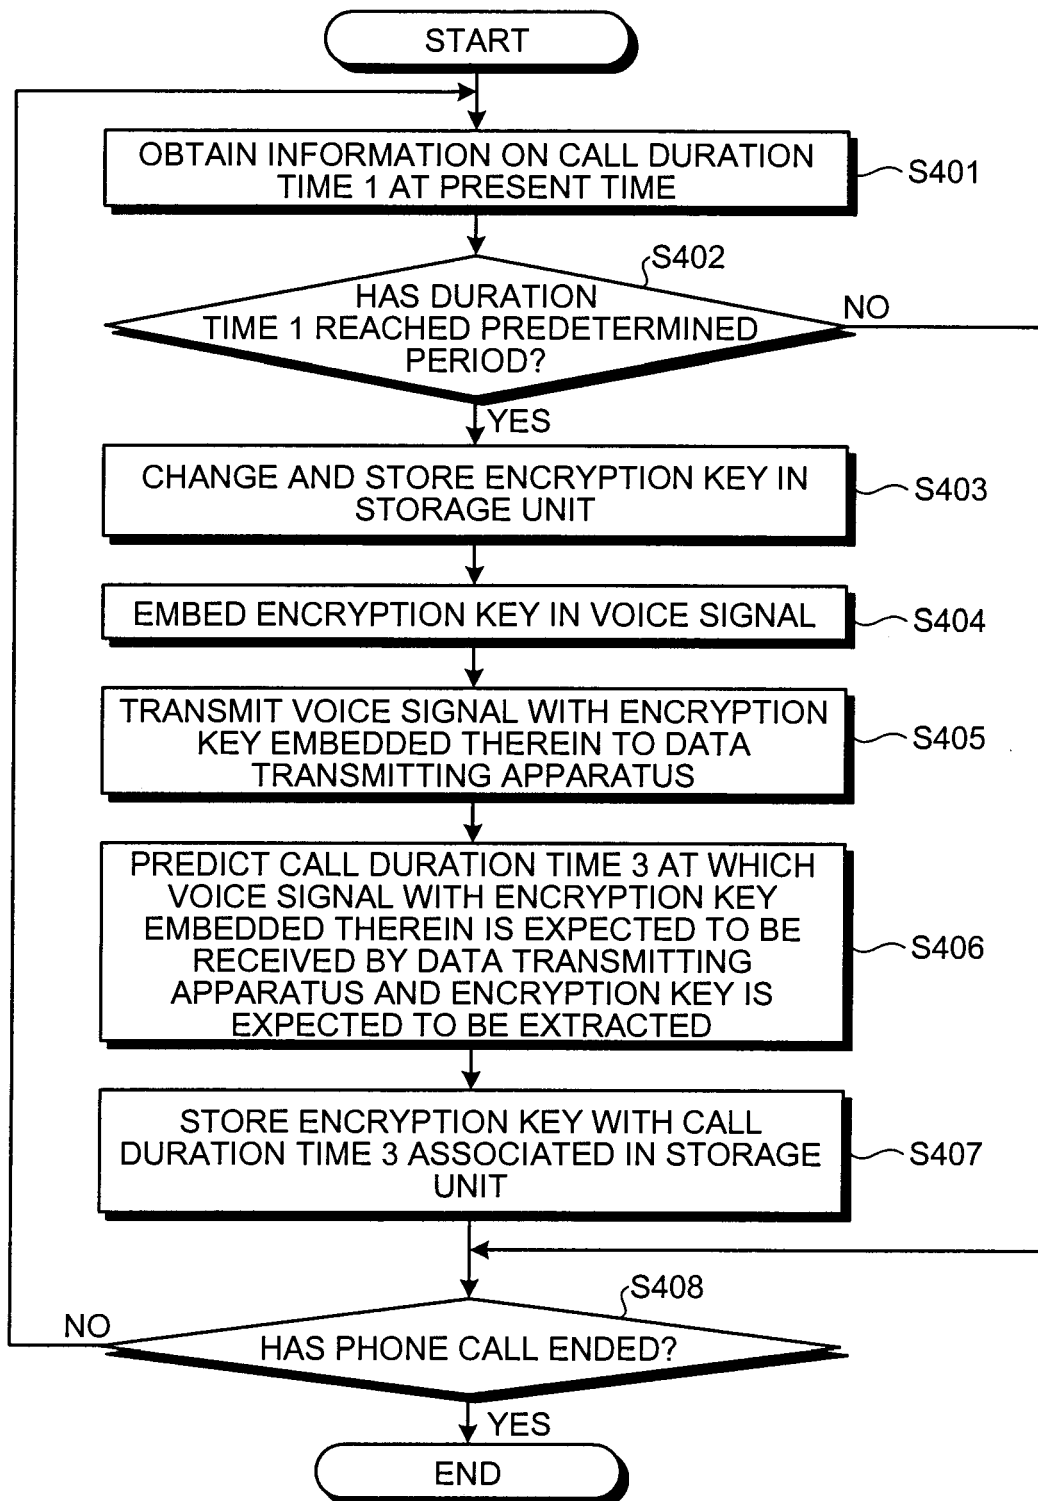 START
OBTAIN INFORMATION ON CALL DURATION
TIME 1 AT PRESENT TIME
S401
S402
HAS DURATION
TIME 1 REACHED PREDETERMINED
PERIOD?
NO
YES
CHANGE AND STORE ENCRYPTION KEY IN
STORAGE UNIT
S403
EMBED ENCRYPTION KEY IN VOICE SIGNAL
S404
TRANSMIT VOICE SIGNAL WITH ENCRYPTION
KEY EMBEDDED THEREIN TO DATA
TRANSMITTING APPARATUS
S405
PREDICT CALL DURATION TIME 3 AT WHICH
VOICE SIGNAL WITH ENCRYPTION KEY
EMBEDDED THEREIN IS EXPECTED TO BE
RECEIVED BY DATA TRANSMITTING
APPARATUS AND ENCRYPTION KEY IS
EXPECTED TO BE EXTRACTED
S406
STORE ENCRYPTION KEY WITH CALL
DURATION TIME 3 ASSOCIATED IN STORAGE
UNIT
S407
S408
NO
HAS PHONE CALL ENDED?
YES
END